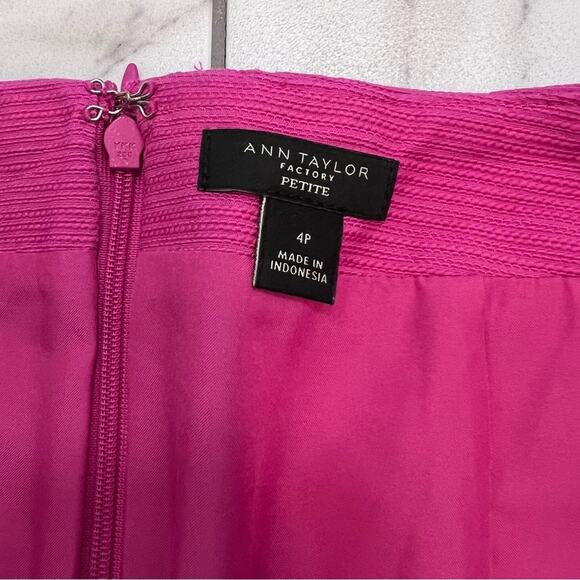 ANN TAYLOR
FACTORY
PETITE
4P
MADE IN
INDONESIA